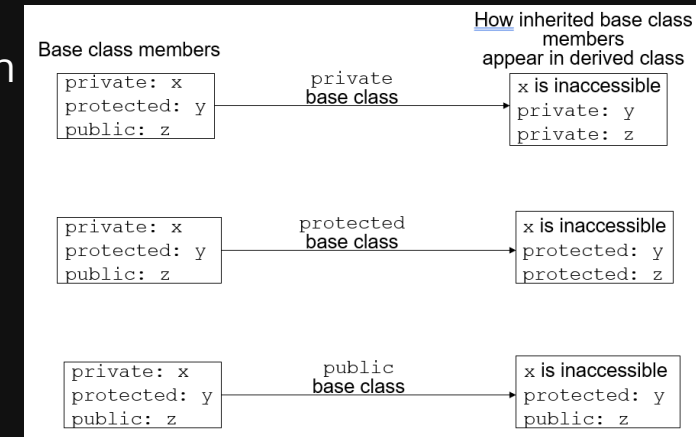 n
Base class members
How inherited base class
members
appear in derived class
private: x
protected: y
public: z
private
base class
x is inaccessible
private: y
private: z
private: x
protected: y
public: z
protected
base class
x is inaccessible
protected: y
protected: z
private: x
protected: y
public: z
public
base class
x is inaccessible
protected: y
public: z